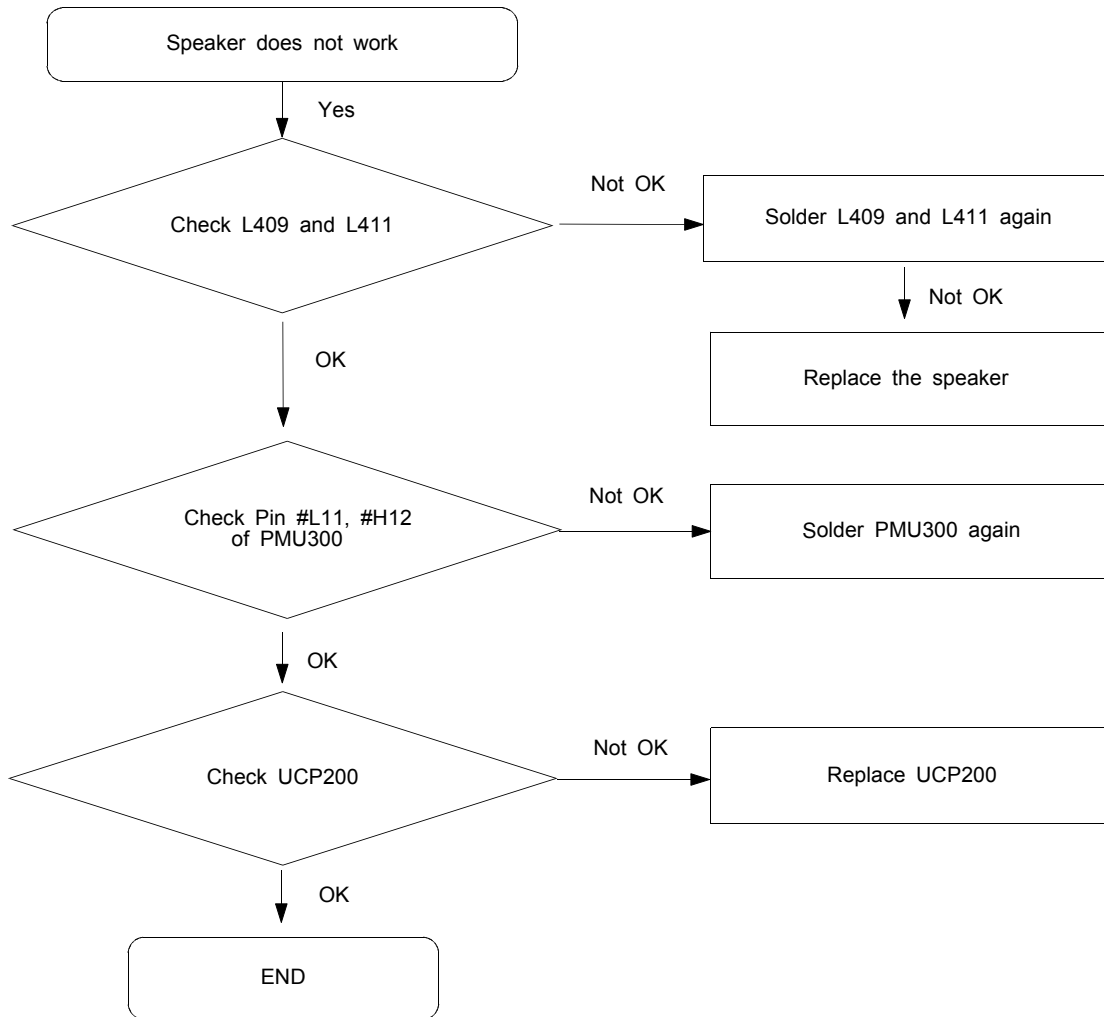 Speaker does not work
Yes
Check L409 and L411
Not OK
Solder L409 and L411 again
Not OK
Replace the speaker
OK
Check Pin #L11, #H12
of PMU300
Not OK
Solder PMU300 again
OK
Check UCP200
Not OK
Replace UCP200
OK
END